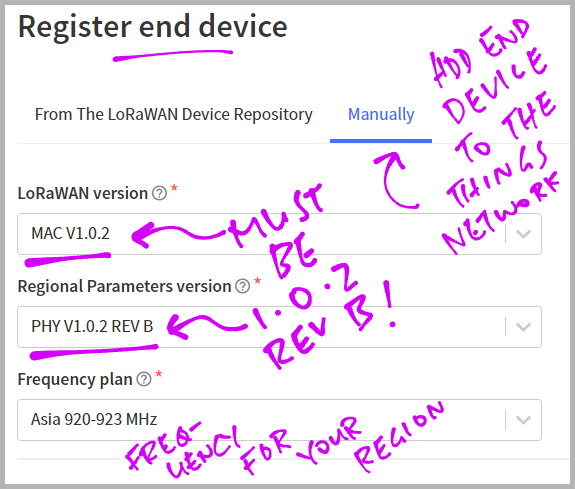 Register end device
ADD END
DEVICE
TO THE
THINGS
NETWORK
From The LoRaWAN Device Repository
Manually
LoRaWAN version
*
MAC V1.0.2
MUST
BE
1.0.2
REV B!
Regional Parameters version
*
PHY V1.0.2 REV B
Frequency plan
*
Asia 920-923 MHz
FREQ-
UENCY
FOR
YOUR
REGION